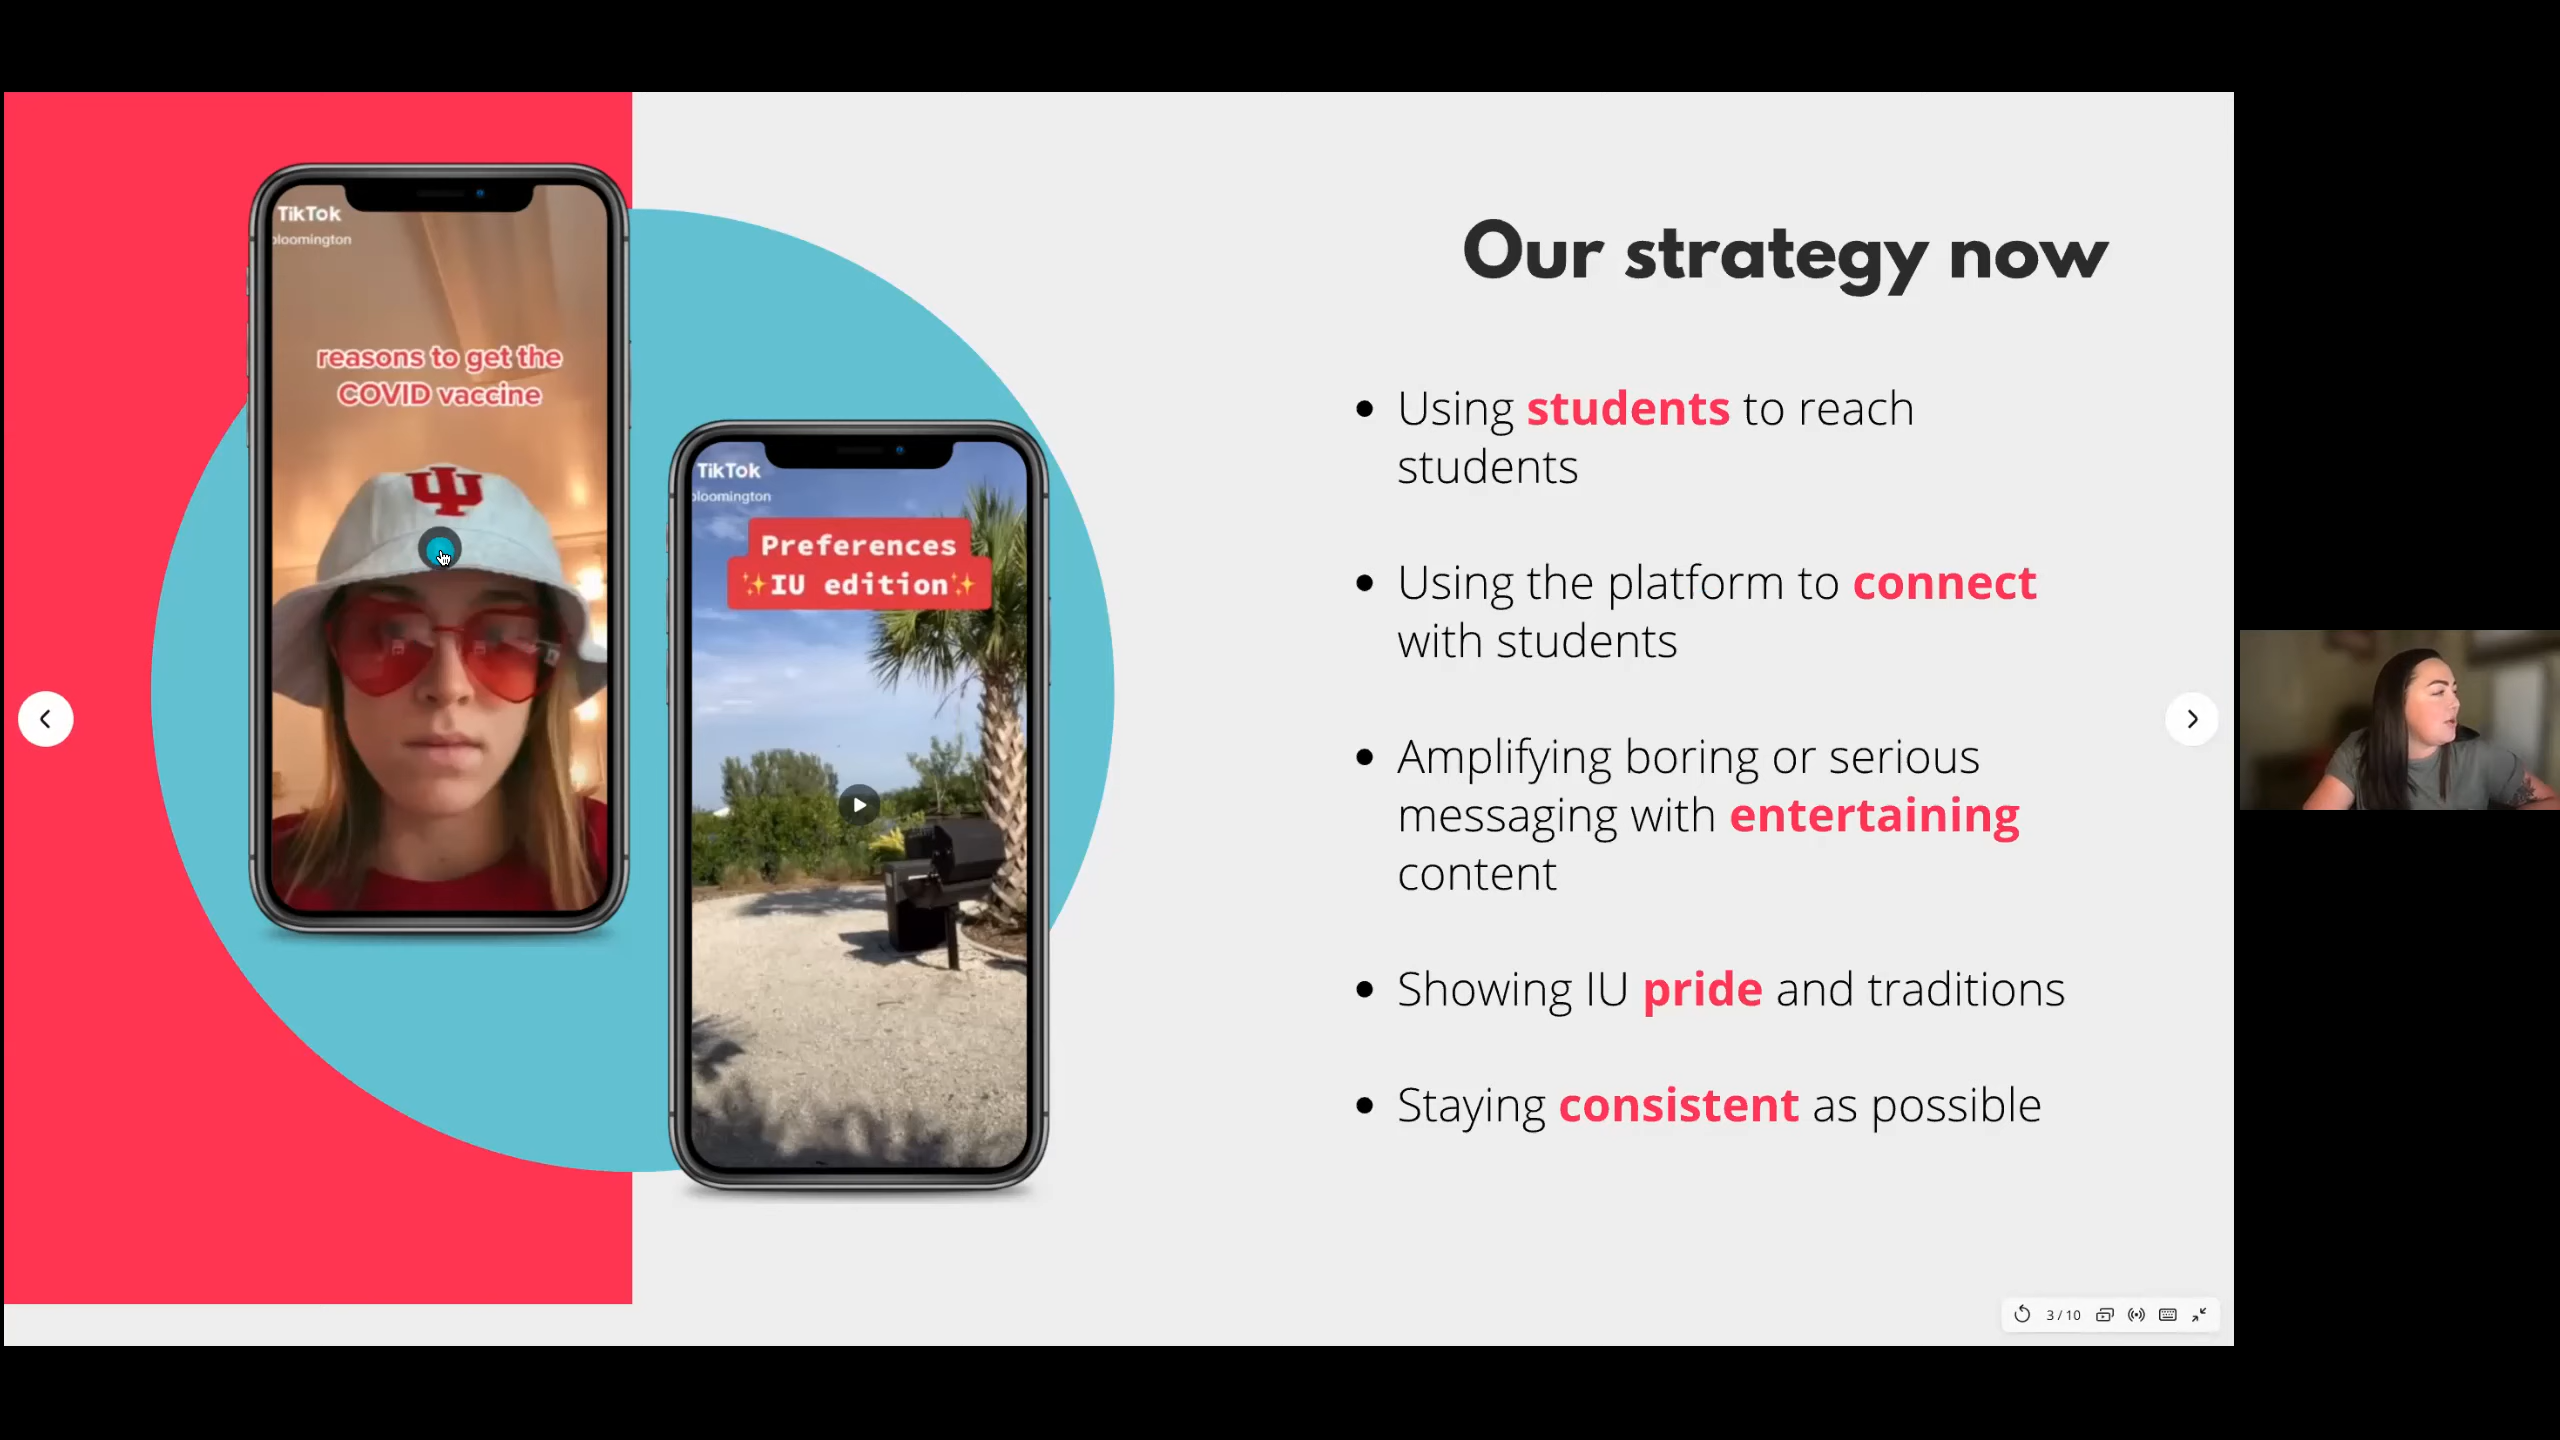 TikTok
bloomington
reasons to get the
COVID vaccine
TikTok
bloomington
Preferences
✨IU edition✨
Our strategy now
• Using students to reach
students
• Using the platform to connect
with students
• Amplifying boring or serious
messaging with entertaining
content
• Showing IU pride and traditions
• Staying consistent as possible
3 / 10